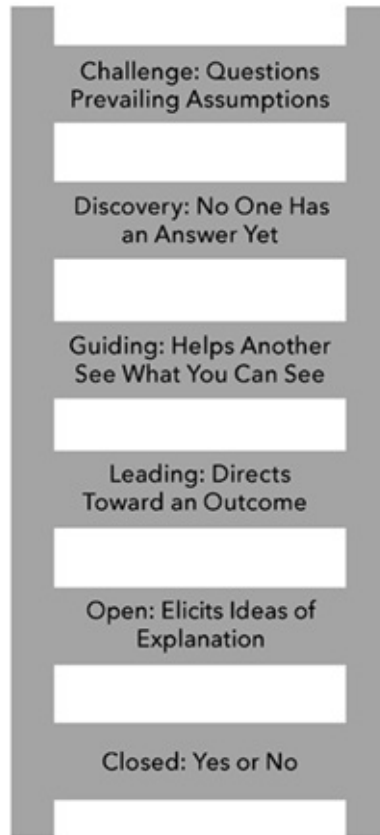 Challenge: Questions
Prevailing Assumptions
Discovery: No One Has
an Answer Yet
Guiding: Helps Another
See What You Can See
Leading: Directs
Toward an Outcome
Open: Elicits Ideas of
Explanation
Closed: Yes or No